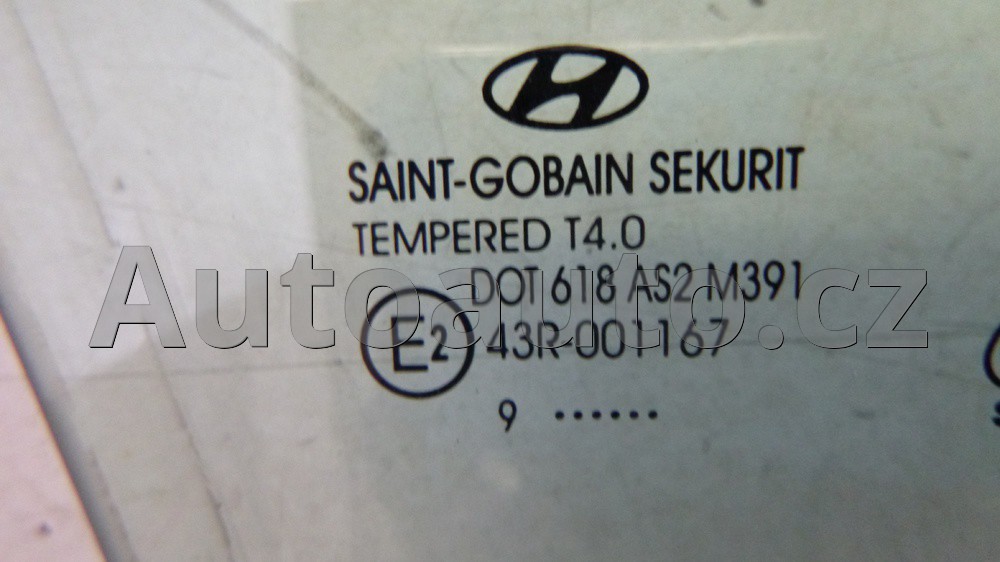 SAINT-GOBAIN SEKURIT
TEMPERED T4.0
DOT 618 AS2 M391
E2 43R-001167
9 ••••••
Autoauto.cz